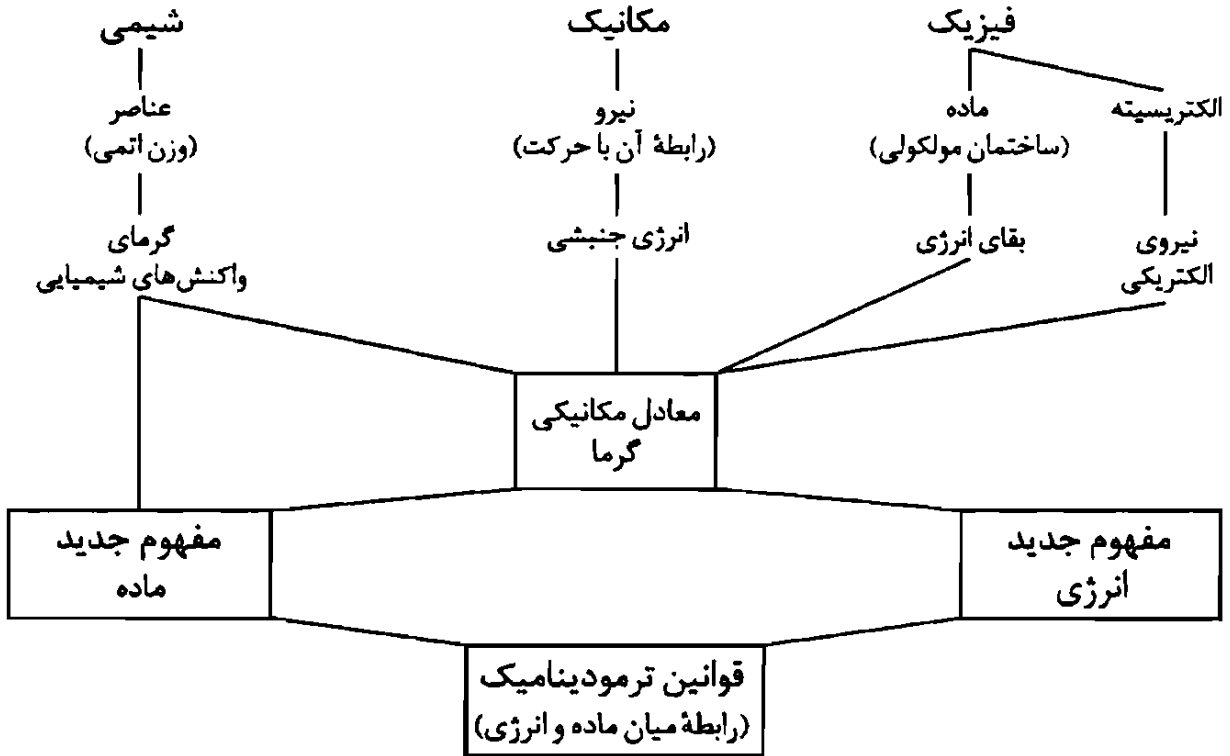 فیزیک
مکانیک
شیمی
الکتریسیته
ماده
(ساختمان مولکولی)
نیرو
(رابطهٔ آن با حرکت)
عناصر
(وزن اتمی)
نیروی
الکتریکی
بقای انرژی
انرژی جنبشی
گرمای
واکنش‌های شیمیایی
معادل مکانیکی
گرما
مفهوم جدید
انرژی
مفهوم جدید
ماده
قوانین ترمودینامیک
(رابطهٔ میان ماده و انرژی)